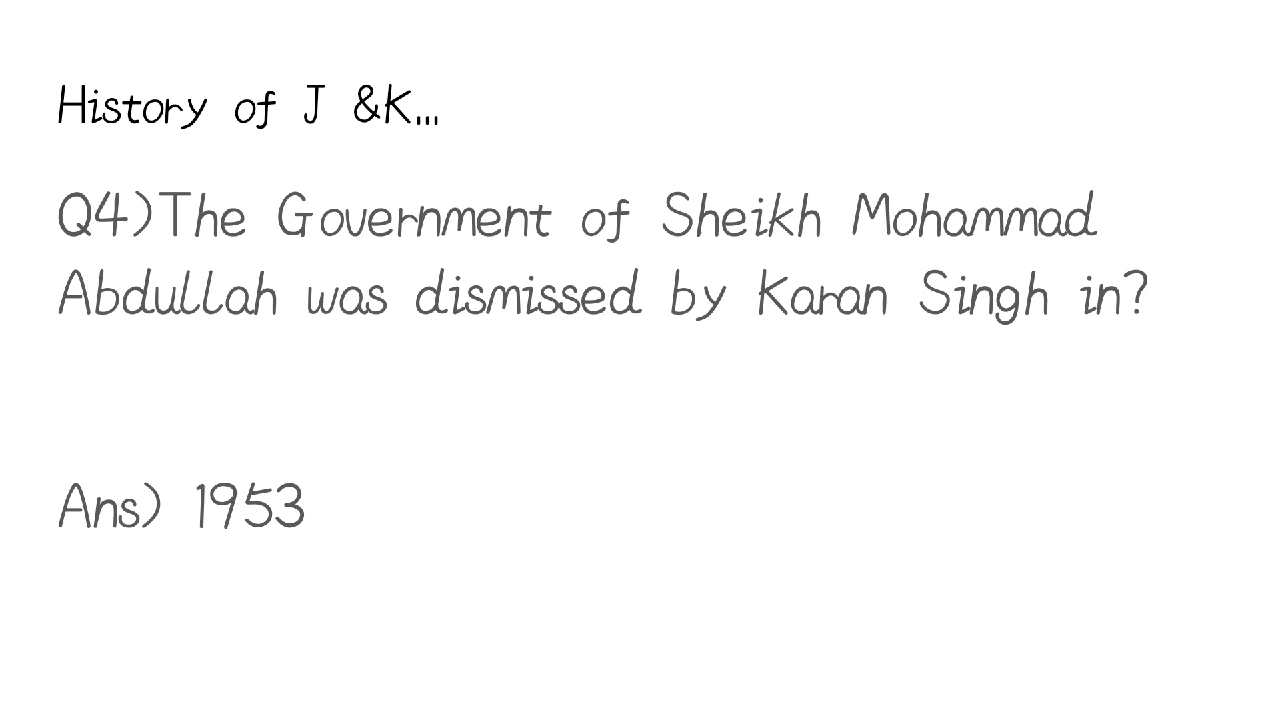 History of J &K...
Q4)The Government of Sheikh Mohammad
Abdullah was dismissed by Karan Singh in?
Ans) 1953